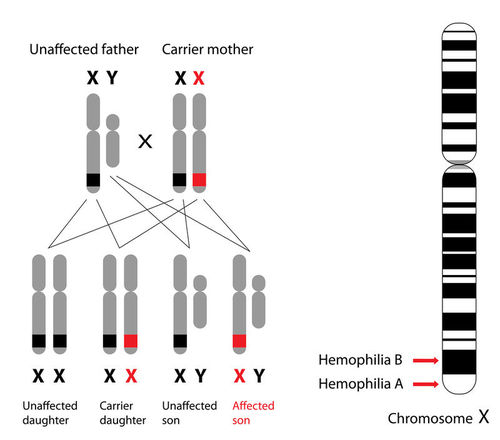 Unaffected father
Carrier mother
X Y
X X
X
Hemophilia B
Hemophilia A
X X
X X
X Y
X Y
Unaffected
daughter
Carrier
daughter
Unaffected
son
Affected
son
Chromosome X